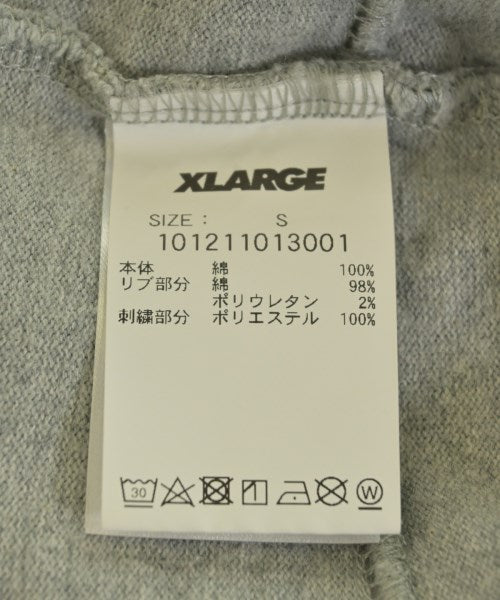 XLARGE
SIZE : S
101211013001
本体 綿 100%
リブ部分 綿 98%
ポリウレタン 2%
刺繍部分 ポリエステル 100%
30 W